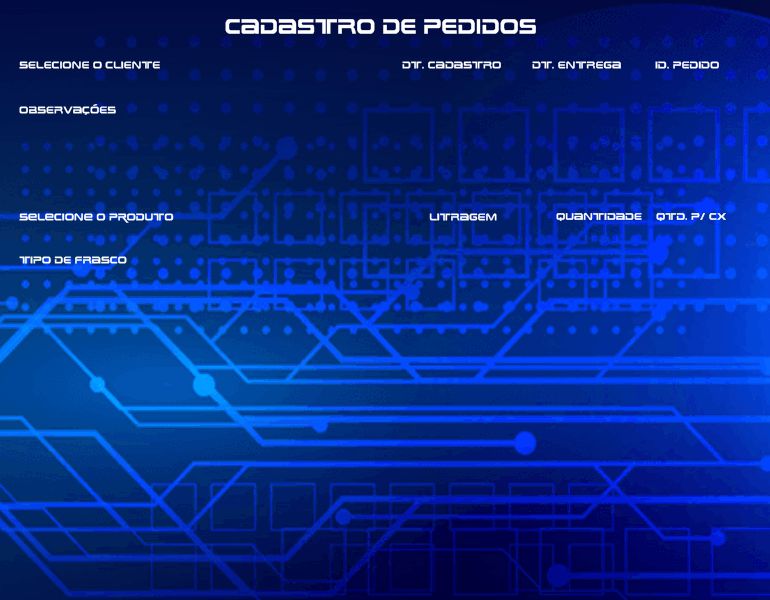 CADASTRO DE PEDIDOS
SELECIONE O CLIENTE DT. CADASTRO DT. ENTREGA ID. PEDIDO
OBSERVAÇÕES
SELECIONE O PRODUTO LITRAGEM QUANTIDADE QTD. P/ CX
TIPO DE FRASCO